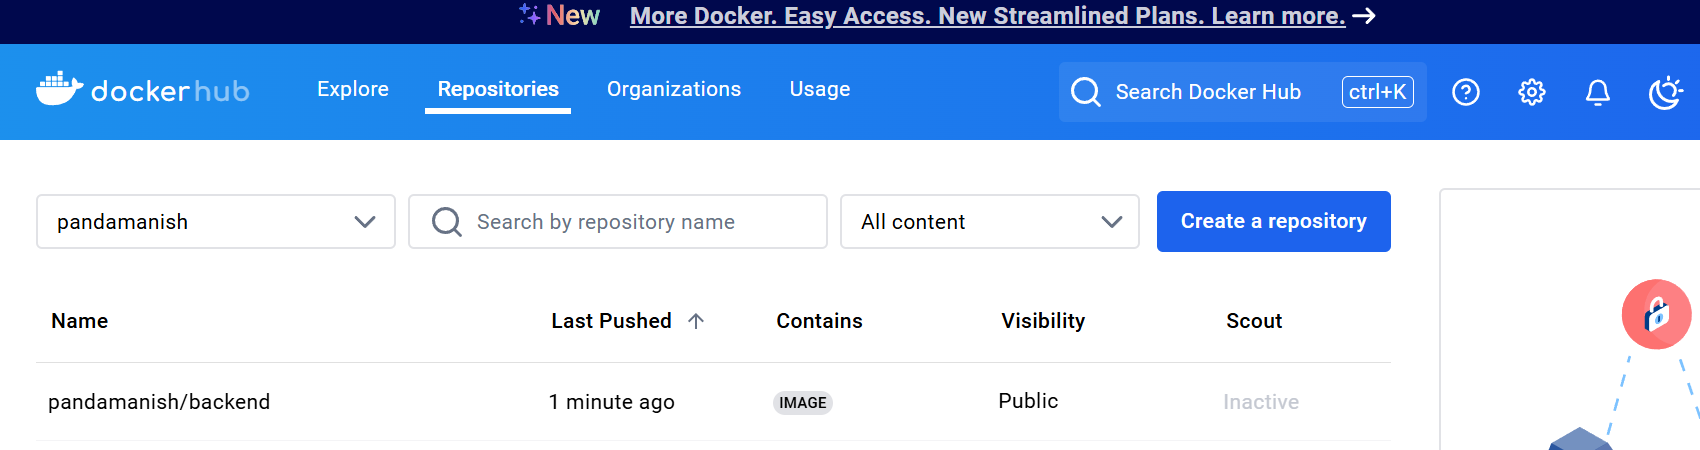 New More Docker. Easy Access. New Streamlined Plans. Learn more.
docker hub Explore Repositories Organizations Usage Search Docker Hub ctrl+K
pandamanish Search by repository name All content Create a repository
Name Last Pushed Contains Visibility Scout
pandamanish/backend 1 minute ago IMAGE Public Inactive